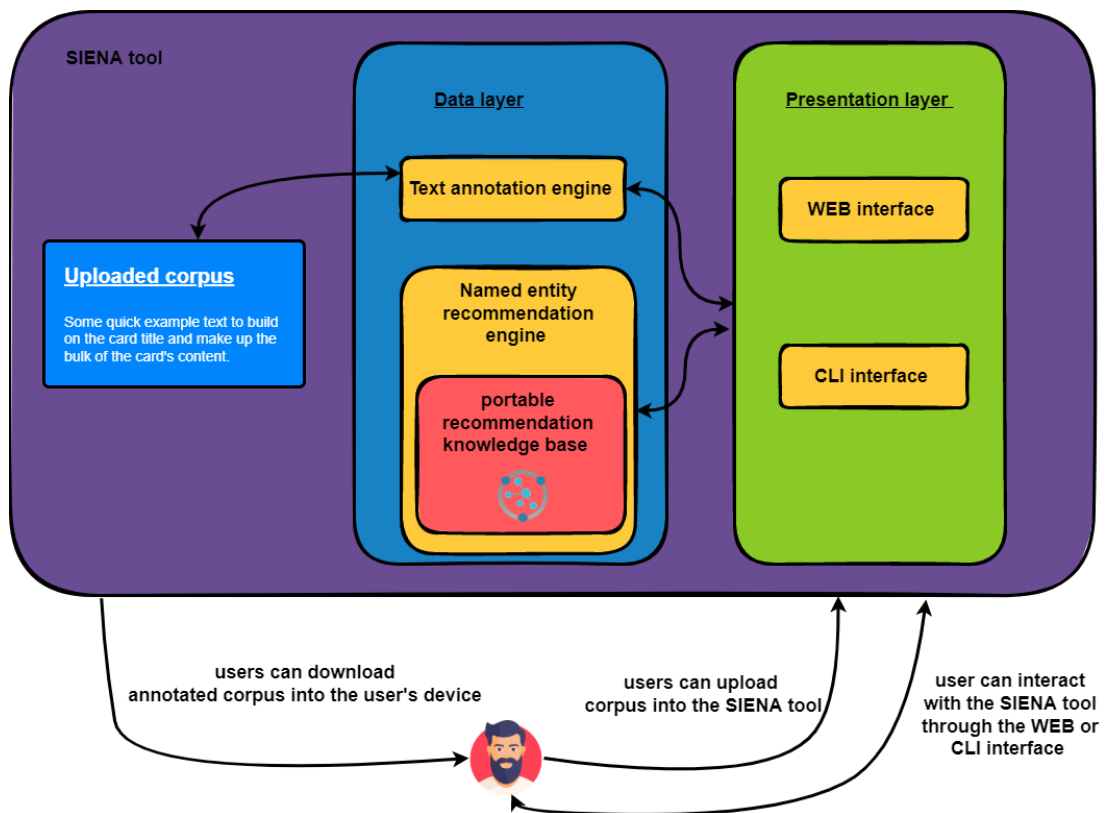 SIENA tool
Data layer
Presentation layer
Text annotation engine
WEB interface
Uploaded corpus
Some quick example text to build
on the card title and make up the
bulk of the card's content.
Named entity
recommendation
engine
CLI interface
portable
recommendation
knowledge base
users can download
annotated corpus into the user's device
users can upload
corpus into the SIENA tool
user can interact
with the SIENA tool
through the WEB or
CLI interface